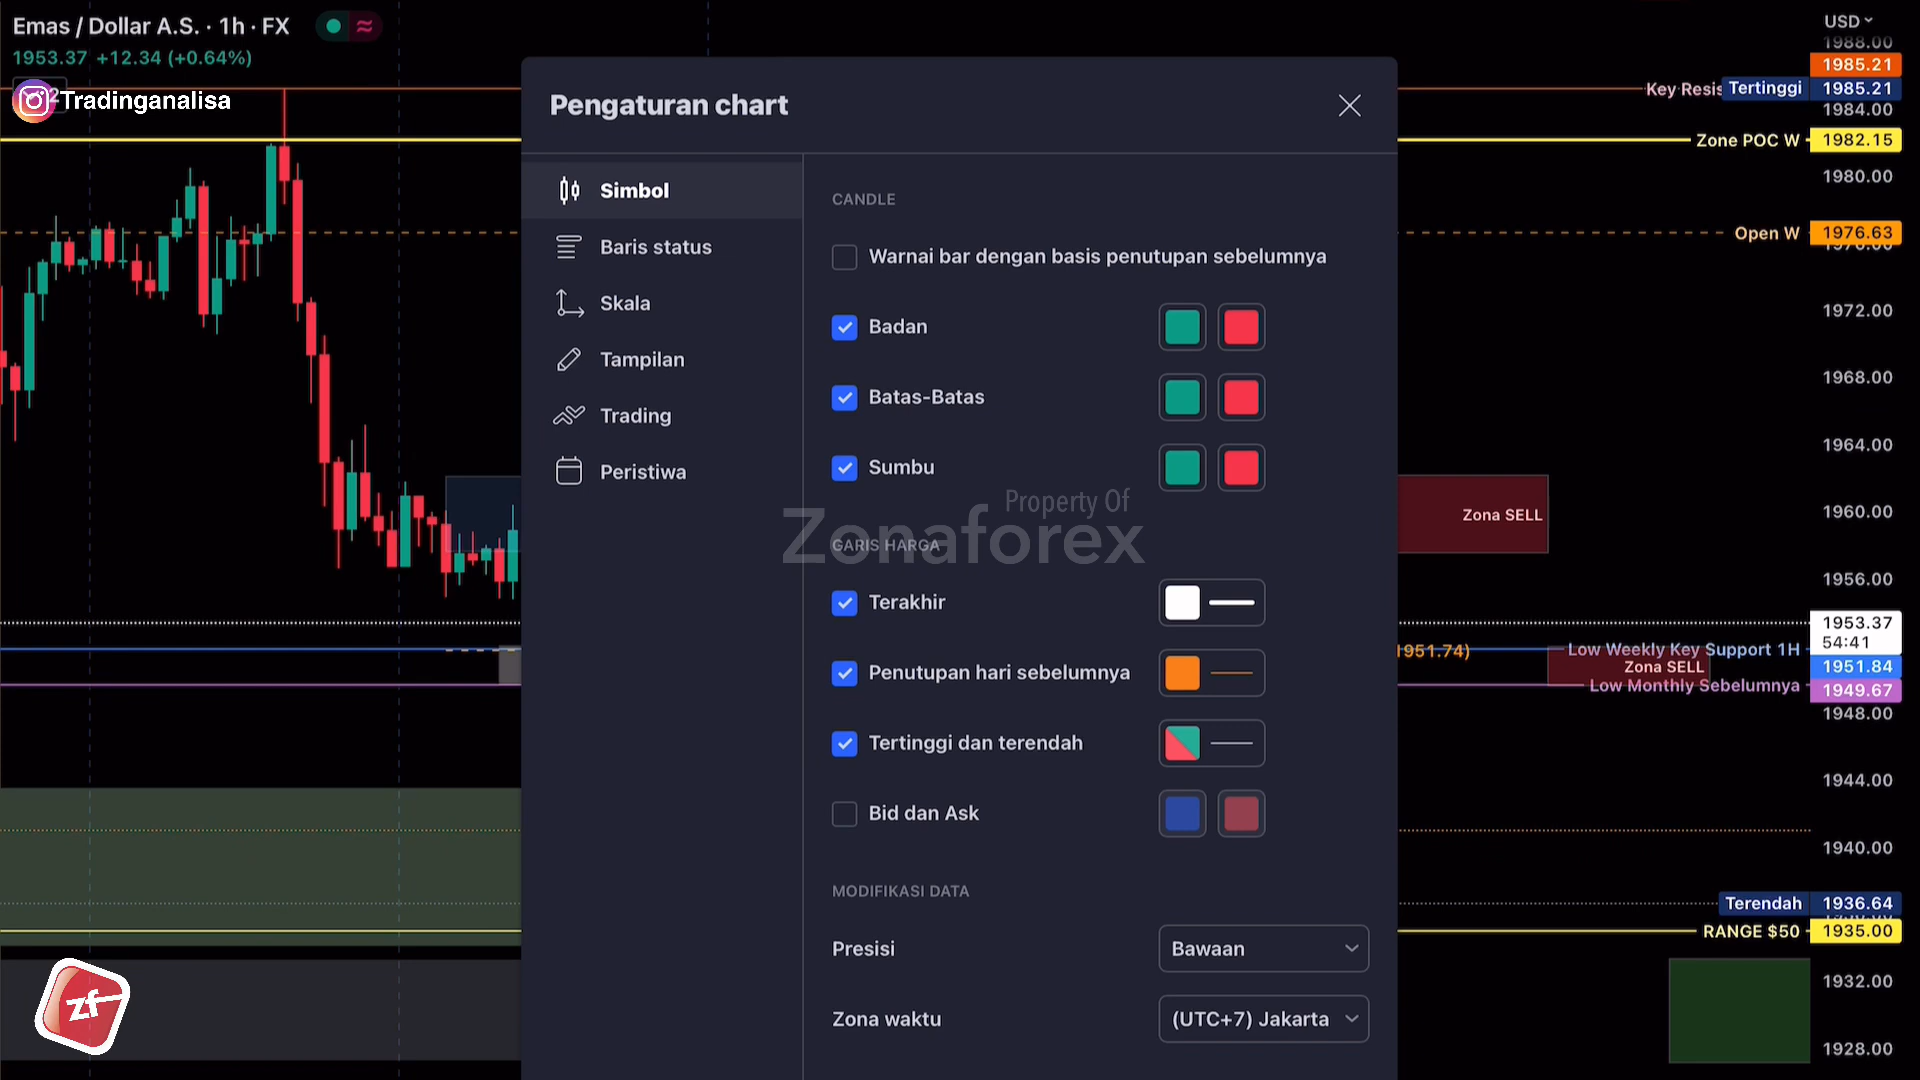 Emas / Dollar A.S. · 1h · FX
1953.37 +12.34 (+0.64%)
Tradinganalisa
Pengaturan chart
Simbol
Baris status
Skala
Tampilan
Trading
Peristiwa
CANDLE
Warnai bar dengan basis penutupan sebelumnya
Badan
Batas-Batas
Sumbu
Property Of
Zonaforex
GARIS HARGA
Terakhir
Penutupan hari sebelumnya
Tertinggi dan terendah
Bid dan Ask
MODIFIKASI DATA
Presisi
Bawaan
Zona waktu
(UTC+7) Jakarta
zf
USD
1988.00
1985.21
Key Resis
Tertinggi 1985.21
1984.00
Zone POC W 1982.15
1980.00
Open W 1976.63
1972.00
1968.00
1964.00
Zona SELL
1960.00
1956.00
1953.37
54:41
1951.74)
Low Weekly Key Support 1H
Zona SELL
1951.84
Low Monthly Sebelumnya 1949.67
1948.00
1944.00
1940.00
Terendah 1936.64
RANGE $50 1935.00
1932.00
1928.00